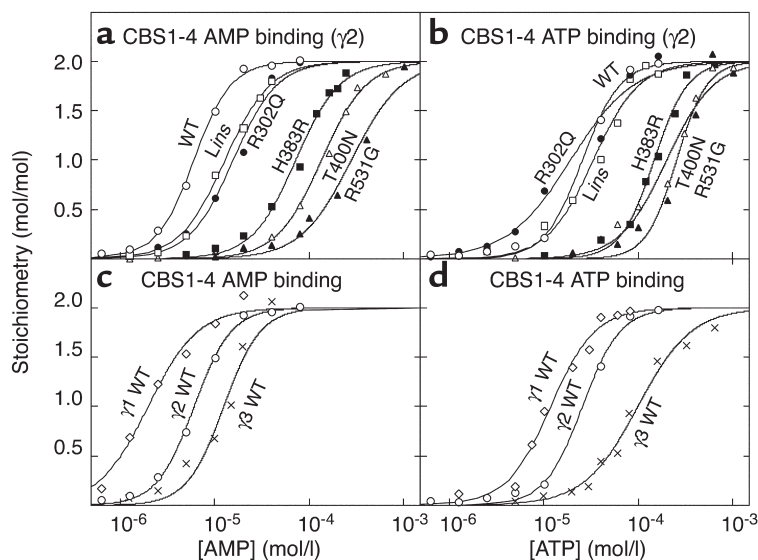 a CBS1-4 AMP binding (γ2)
b CBS1-4 ATP binding (γ2)
2.0
1.5
1.0
0.5
WT
Lins
R302Q
H383R
T400N
R531G
R302Q
WT
Lins
H383R
T400N
R531G
c CBS1-4 AMP binding
d CBS1-4 ATP binding
2.0
1.5
1.0
0.5
γ1 WT
γ2 WT
γ3 WT
γ1 WT
γ2 WT
γ3 WT
Stoichiometry (mol/mol)
10-6 10-5 10-4 10-3
10-6 10-5 10-4 10-3
[AMP] (mol/l)
[ATP] (mol/l)